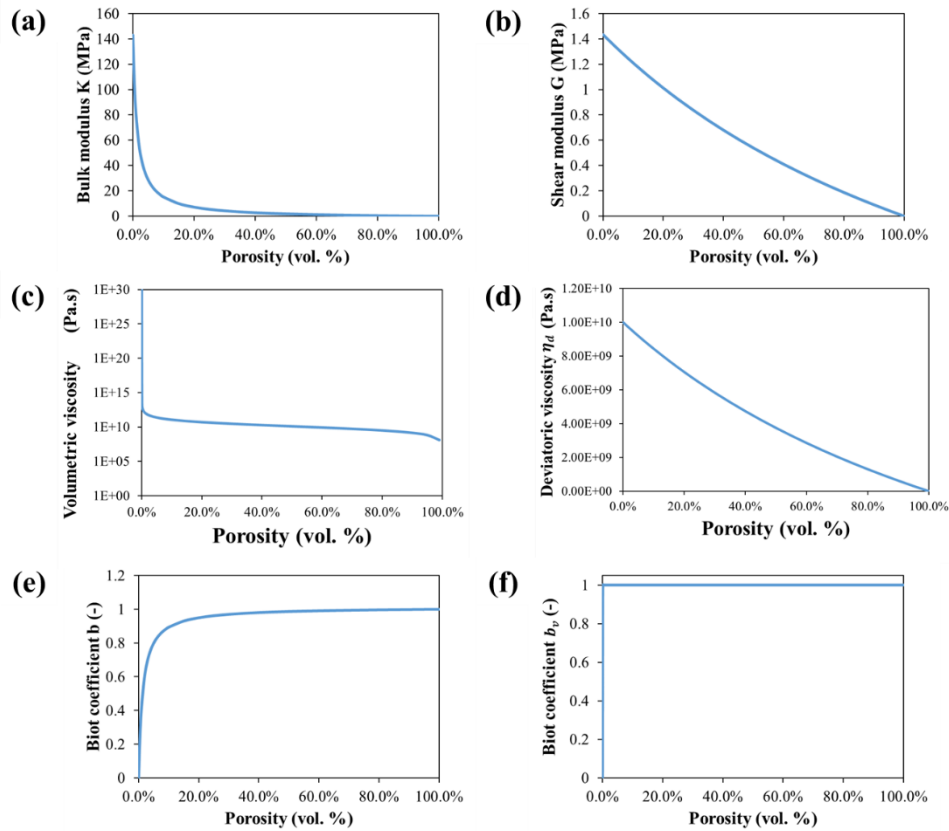 (a)
Bulk modulus K (MPa)
160
140
120
100
80
60
40
20
0
0.0% 20.0% 40.0% 60.0% 80.0% 100.0%
Porosity (vol. %)
(b)
Shear modulus G (MPa)
1.6
1.4
1.2
1
0.8
0.6
0.4
0.2
0
0.0% 20.0% 40.0% 60.0% 80.0% 100.0%
Porosity (vol. %)
(c)
Volumetric viscosity (Pa.s)
1E+30
1E+25
1E+20
1E+15
1E+10
1E+05
1E+00
0.0% 20.0% 40.0% 60.0% 80.0% 100.0%
Porosity (vol. %)
(d)
Deviatoric viscosity η_d (Pa.s)
1.20E+10
1.00E+10
8.00E+09
6.00E+09
4.00E+09
2.00E+09
0.00E+00
0.0% 20.0% 40.0% 60.0% 80.0% 100.0%
Porosity (vol. %)
(e)
Biot coefficient b (-)
1.2
1
0.8
0.6
0.4
0.2
0
0.0% 20.0% 40.0% 60.0% 80.0% 100.0%
Porosity (vol. %)
(f)
Biot coefficient b_v (-)
1
0.8
0.6
0.4
0.2
0
0.0% 20.0% 40.0% 60.0% 80.0% 100.0%
Porosity (vol. %)